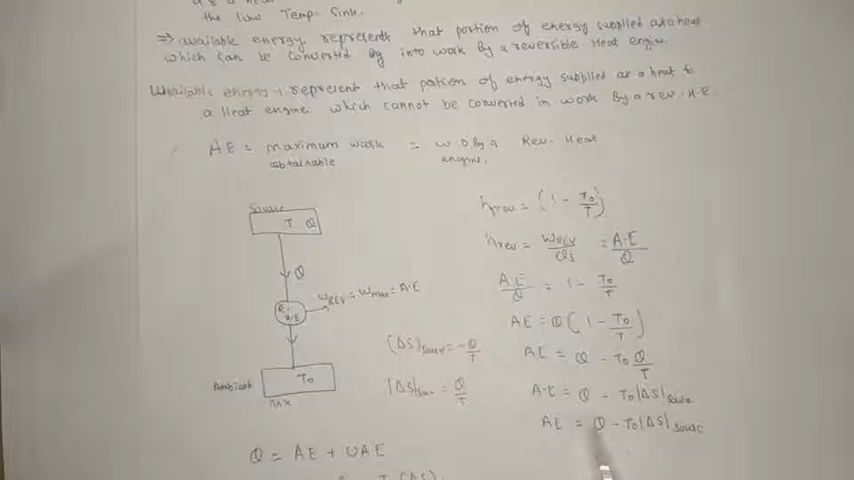 the low Temp. Sink.
⇒ available energy represents that portion of energy supplied as a heat
which can be converted By into work By a reversible Heat engine.
Unavailable energy → represent that portion of energy supplied as a heat to
a Heat engine which cannot be converted in work By a rev. H.E.
AE = maximum work obtainable = W.D by a Rev. Heat engine.
Source
T Q
Q
R. H.E
WREV = Wmax = A.E
Ambient
T₀
Sink
(ΔS)source = -Q/T
|ΔS|source = Q/T
ηrev = (1 - T₀/T)
ηrev = WREV/Qs = A.E/Q
A.E/Q = 1 - T₀/T
AE = Q(1 - T₀/T)
AE = Q - T₀ Q/T
A.E = Q - T₀|ΔS|source
AE = Q - T₀|ΔS|source
Q = AE + UAE